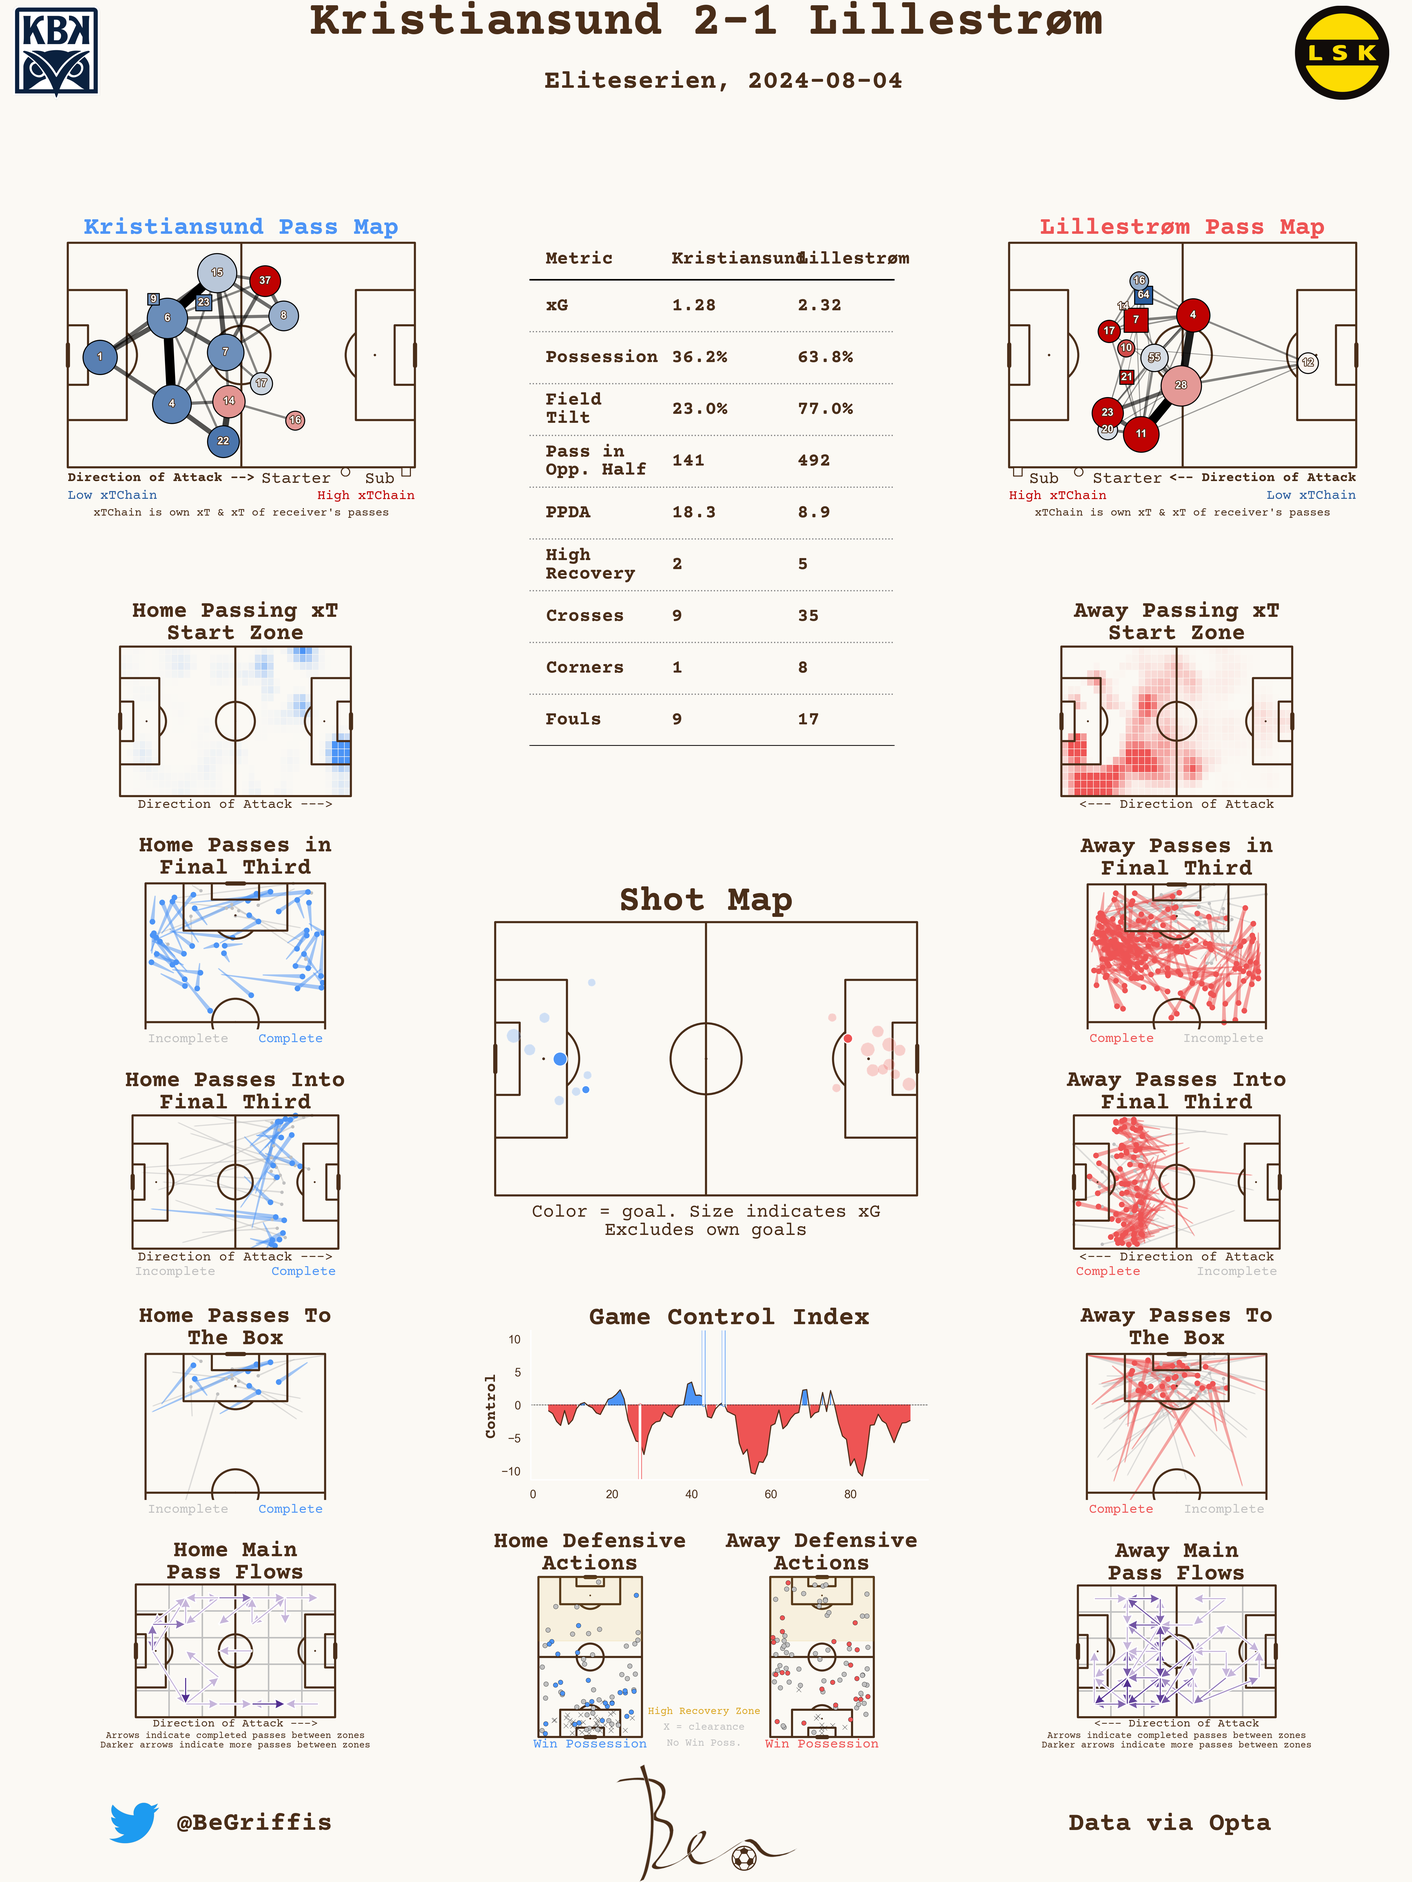 Kristiansund 2-1 Lillestrøm
Eliteserien, 2024-08-04
KBK
LSK
Kristiansund Pass Map
15
37
9
23
6
8
1
7
17
4
14
16
22
Direction of Attack --> Starter Sub
Low xTChain High xTChain
xTChain is own xT & xT of receiver's passes
Metric Kristiansund Lillestrøm
xG 1.28 2.32
Possession 36.2% 63.8%
Field
Tilt 23.0% 77.0%
Pass in
Opp. Half 141 492
PPDA 18.3 8.9
High
Recovery 2 5
Crosses 9 35
Corners 1 8
Fouls 9 17
Lillestrøm Pass Map
16
64
14
7
4
17
10
55
12
21
28
23
20
11
Sub Starter <-- Direction of Attack
High xTChain Low xTChain
xTChain is own xT & xT of receiver's passes
Home Passing xT
Start Zone
Direction of Attack --->
Away Passing xT
Start Zone
<--- Direction of Attack
Home Passes in
Final Third
Incomplete Complete
Shot Map
Color = goal. Size indicates xG
Excludes own goals
Away Passes in
Final Third
Complete Incomplete
Home Passes Into
Final Third
Direction of Attack --->
Incomplete Complete
Away Passes Into
Final Third
<--- Direction of Attack
Complete Incomplete
Home Passes To
The Box
Incomplete Complete
Game Control Index
Control
10
5
0
−5
−10
0 20 40 60 80
Away Passes To
The Box
Complete Incomplete
Home Main
Pass Flows
Direction of Attack --->
Arrows indicate completed passes between zones
Darker arrows indicate more passes between zones
Home Defensive
Actions
Win Possession
High Recovery Zone
X = clearance
No Win Poss.
Away Defensive
Actions
Win Possession
Away Main
Pass Flows
<--- Direction of Attack
Arrows indicate completed passes between zones
Darker arrows indicate more passes between zones
@BeGriffis
Ben
Data via Opta